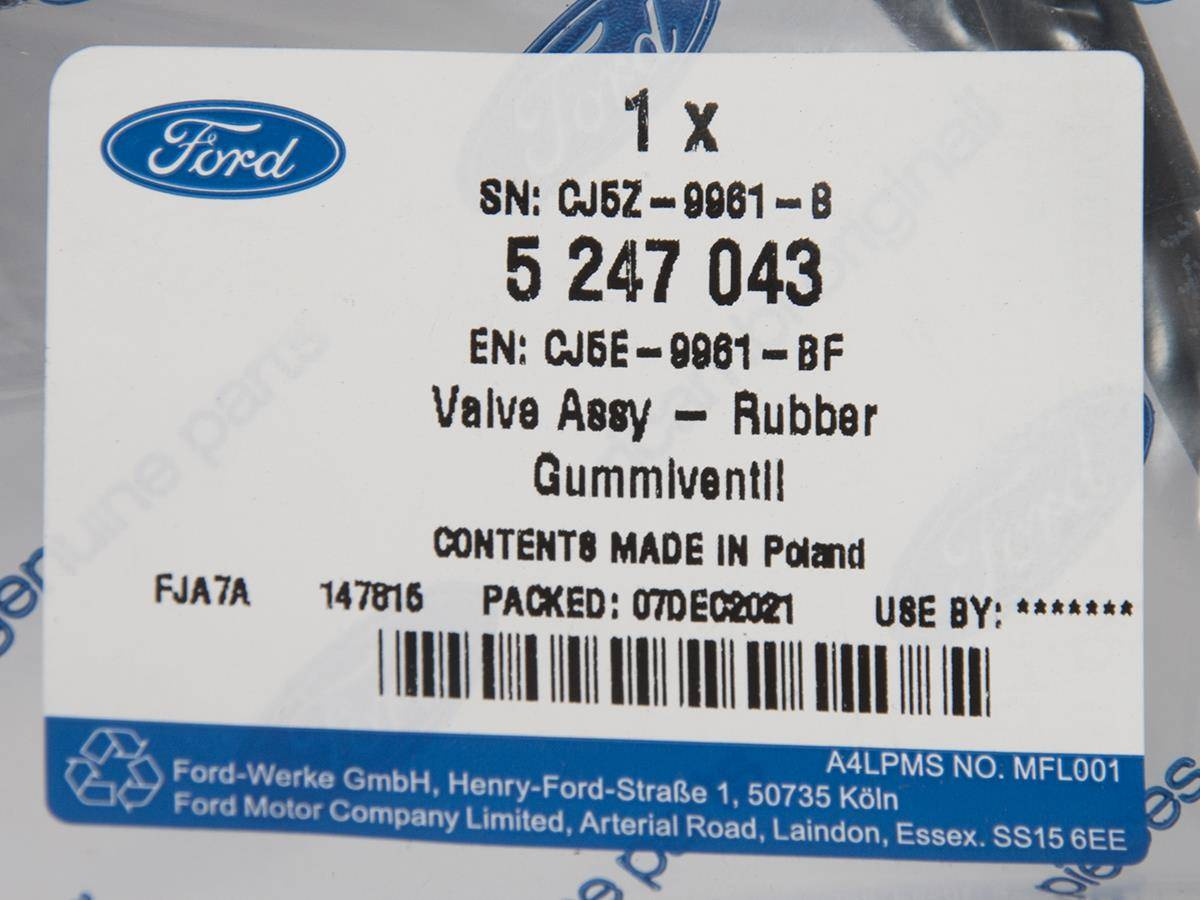 Ford
1 x
SN: CJ5Z-9961-B
5 247 043
EN: CJ5E-9961-BF
Valve Assy - Rubber
Gummiventil
CONTENTS MADE IN Poland
FJA7A 147815 PACKED: 07DEC2021 USE BY: *******
A4LPMS NO. MFL001
Ford-Werke GmbH, Henry-Ford-Straße 1, 50735 Köln
Ford Motor Company Limited, Arterial Road, Laindon, Essex. SS15 6EE